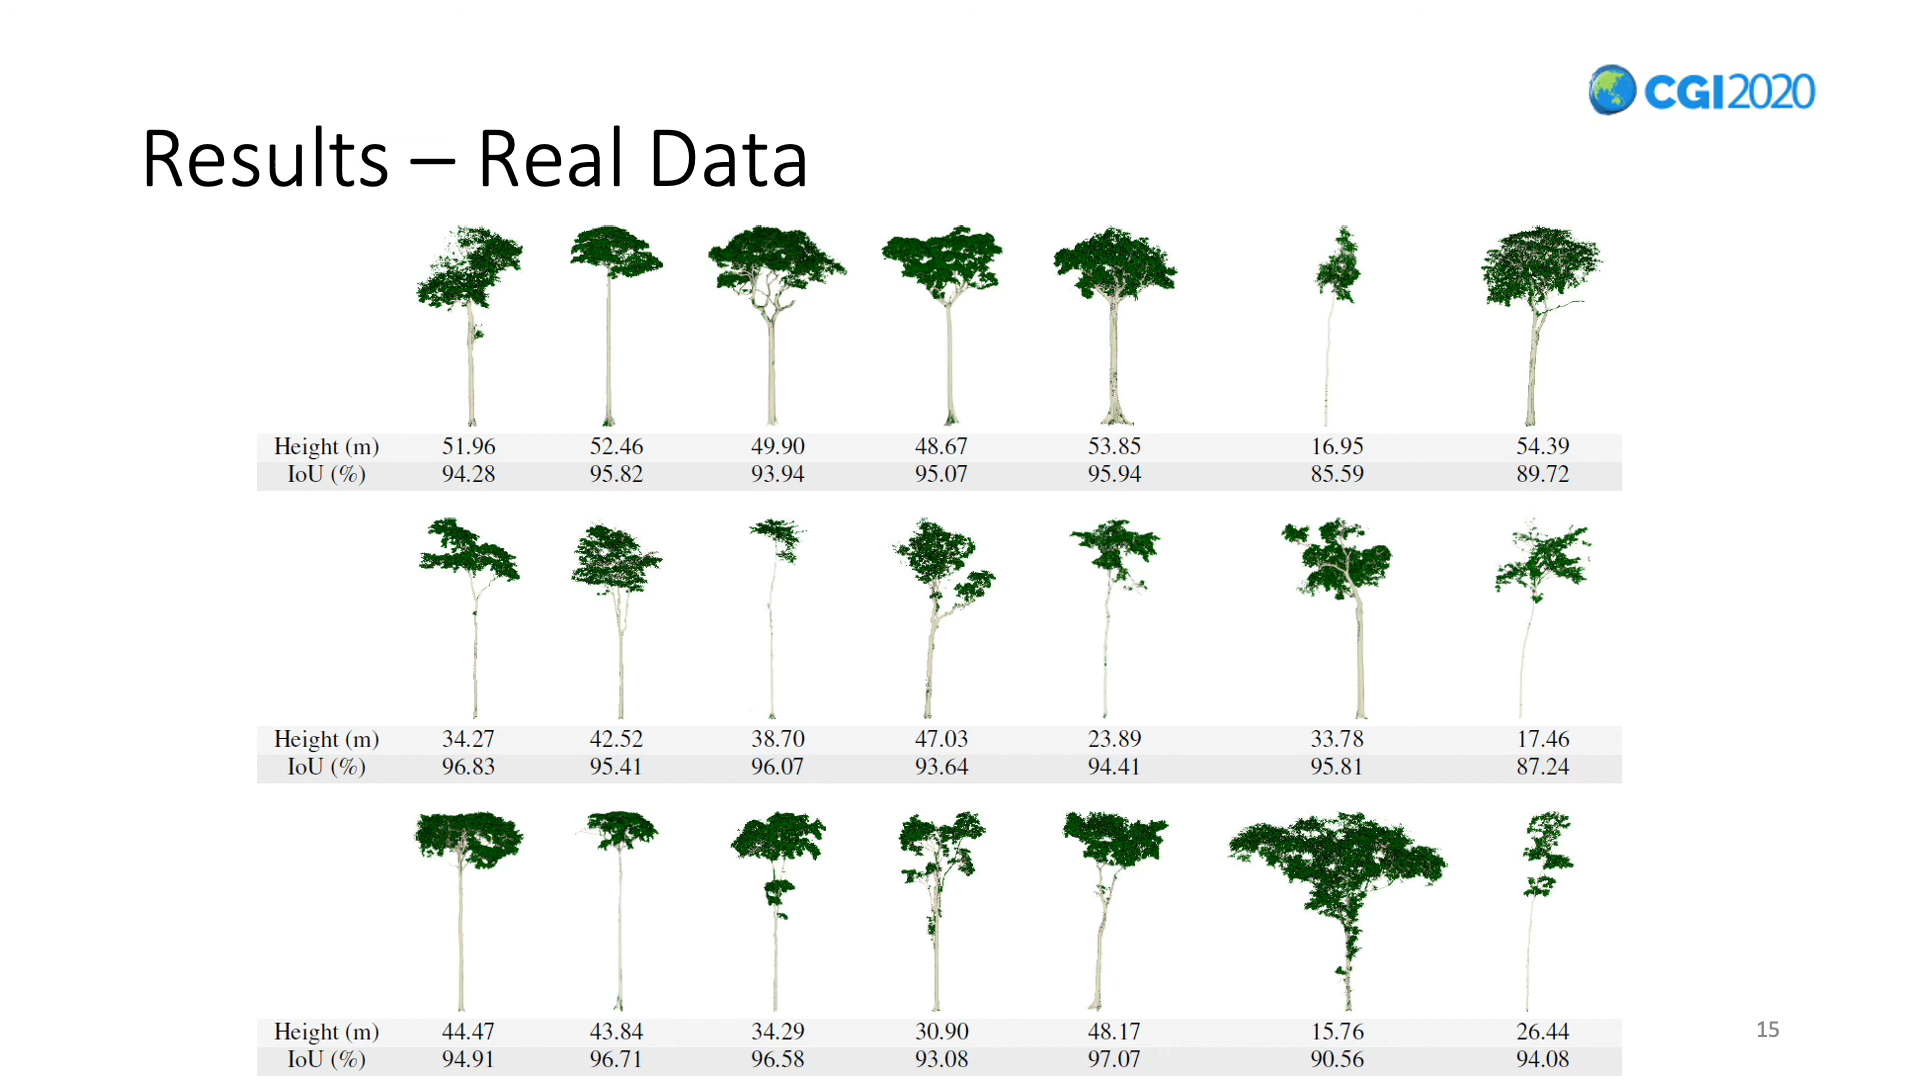 CGI2020
Results – Real Data
Height (m) 51.96 52.46 49.90 48.67 53.85 16.95 54.39
IoU (%) 94.28 95.82 93.94 95.07 95.94 85.59 89.72
Height (m) 34.27 42.52 38.70 47.03 23.89 33.78 17.46
IoU (%) 96.83 95.41 96.07 93.64 94.41 95.81 87.24
Height (m) 44.47 43.84 34.29 30.90 48.17 15.76 26.44
IoU (%) 94.91 96.71 96.58 93.08 97.07 90.56 94.08
15